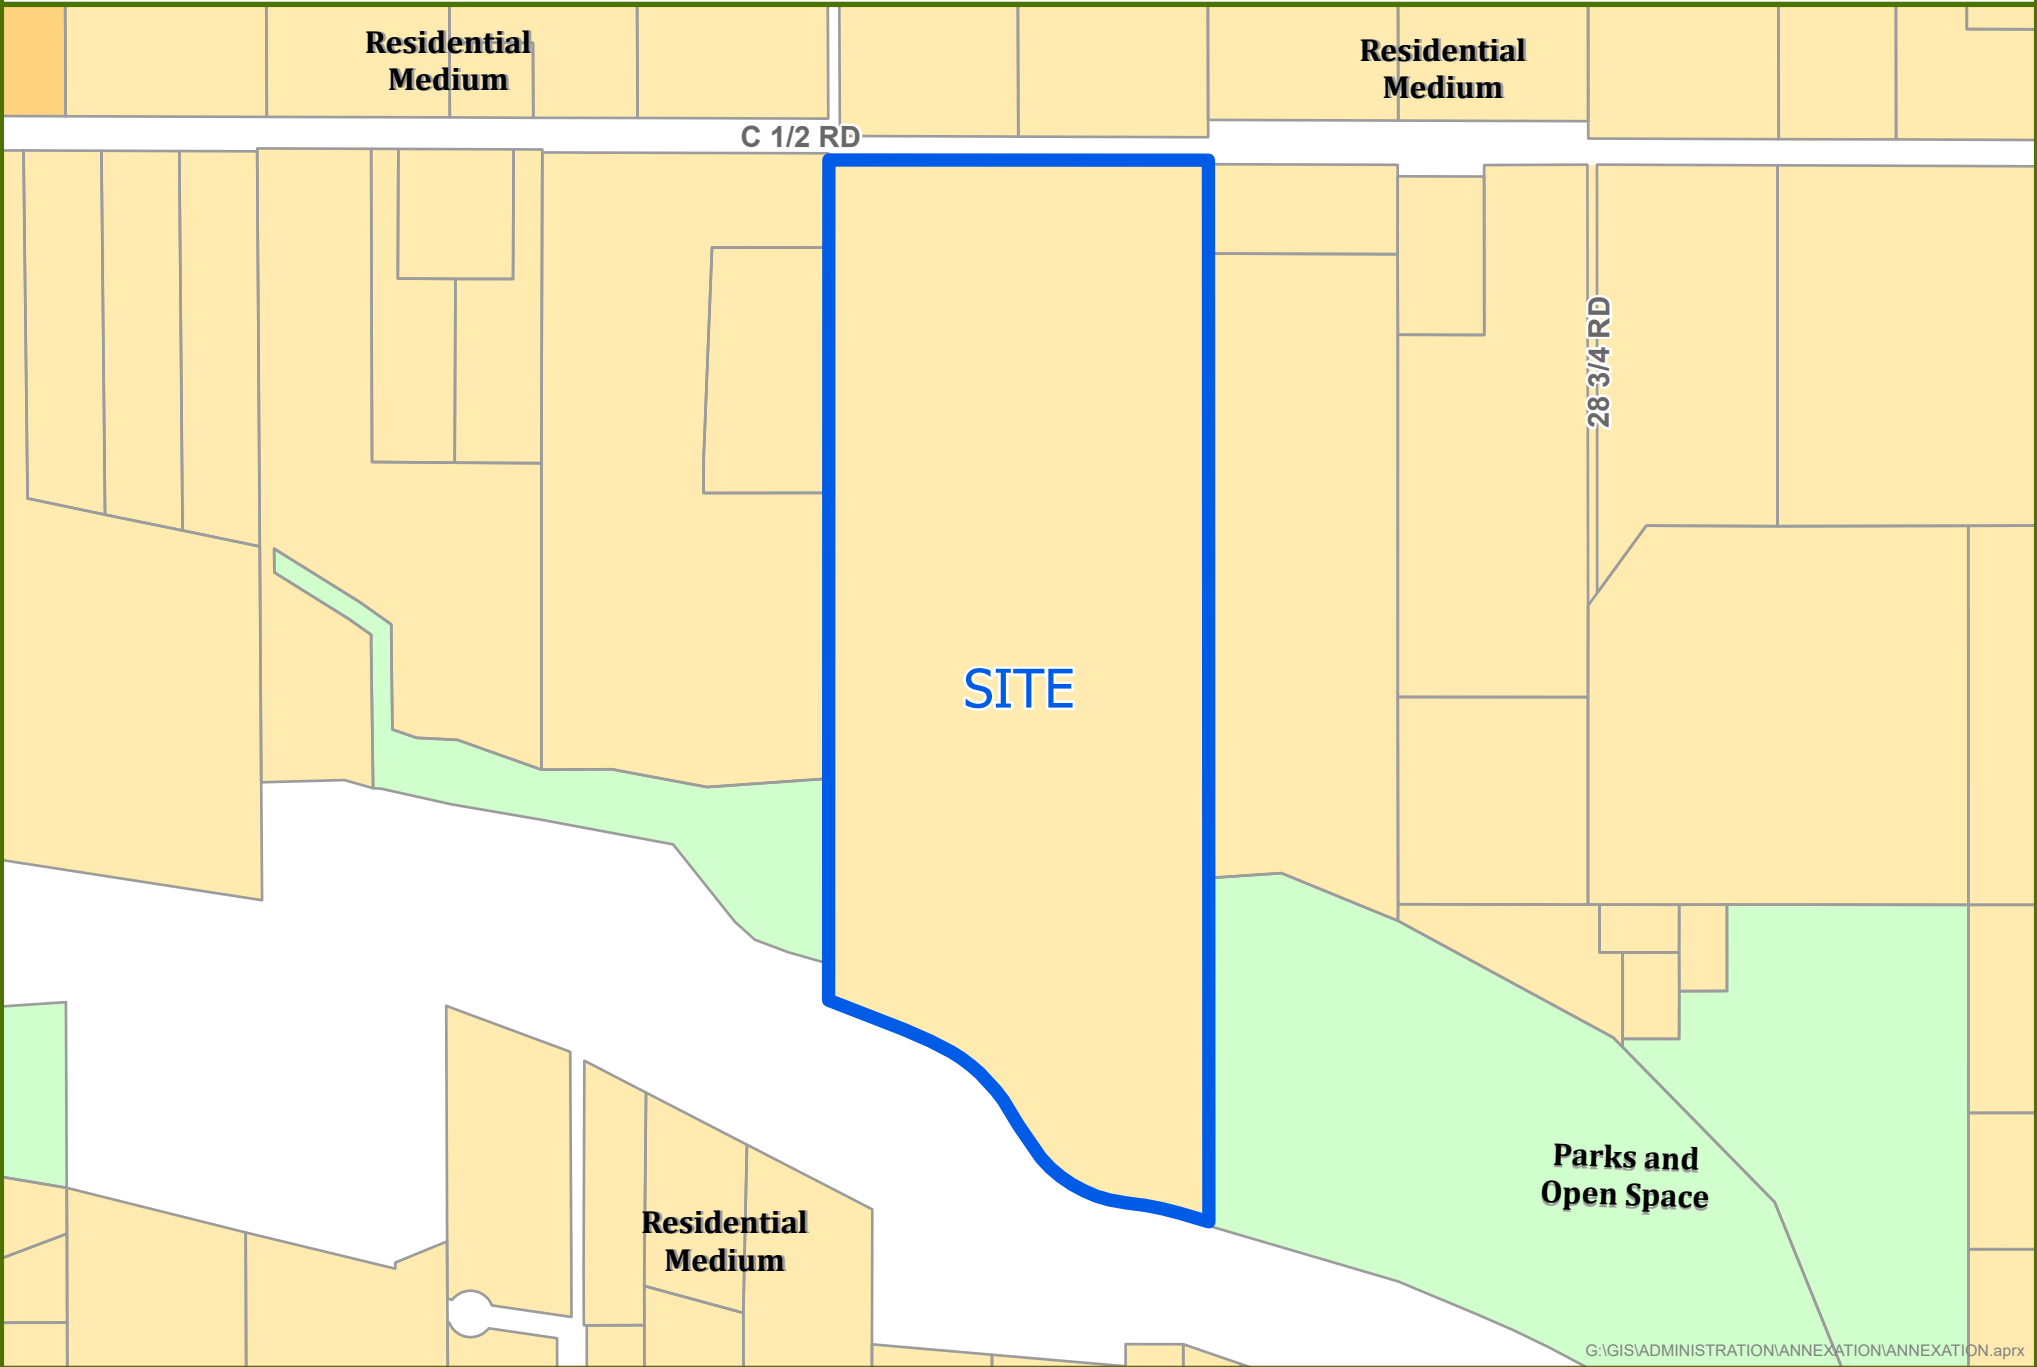 Residential
Medium
Residential
Medium
C 1/2 RD
28 3/4 RD
SITE
Parks and
Open Space
Residential
Medium
G:\GIS\ADMINISTRATION\ANNEXATION\ANNEXATION.aprx